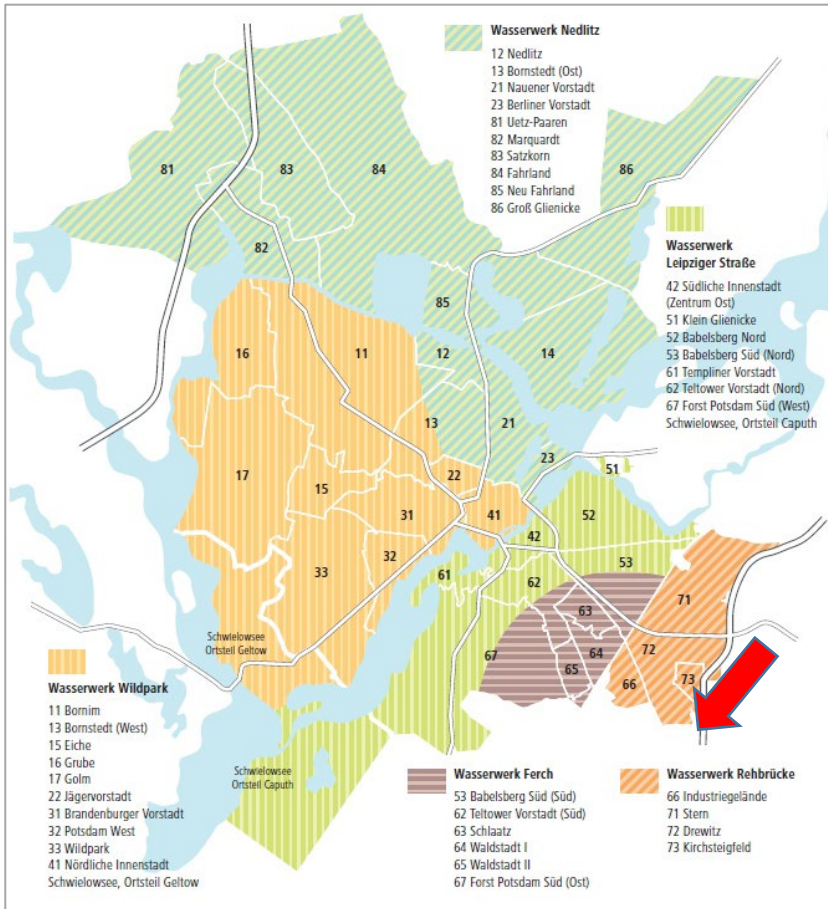 Wasserwerk Nedlitz
12 Nedlitz
13 Bornstedt (Ost)
21 Nauener Vorstadt
23 Berliner Vorstadt
81 Uetz-Paaren
82 Marquardt
83 Satzkorn
84 Fahrland
85 Neu Fahrland
86 Groß Glienicke
Wasserwerk
Leipziger Straße
42 Südliche Innenstadt
(Zentrum Ost)
51 Klein Glienicke
52 Babelsberg Nord
53 Babelsberg Süd (Nord)
61 Templiner Vorstadt
62 Teltower Vorstadt (Nord)
67 Forst Potsdam Süd (West)
Schwielowsee, Ortsteil Caputh
81
83
84
86
82
85
16
11
12
14
13
21
17
22
23
51
15
31
41
42
52
32
33
61
62
53
71
63
67
64
72
65
66
73
Schwielowsee
Ortsteil Geltow
Schwielowsee
Ortsteil Caputh
Wasserwerk Wildpark
11 Bornim
13 Bornstedt (West)
15 Eiche
16 Grube
17 Golm
22 Jägervorstadt
31 Brandenburger Vorstadt
32 Potsdam West
33 Wildpark
41 Nördliche Innenstadt
Schwielowsee, Ortsteil Geltow
Wasserwerk Ferch
53 Babelsberg Süd (Süd)
62 Teltower Vorstadt (Süd)
63 Schlaatz
64 Waldstadt I
65 Waldstadt II
67 Forst Potsdam Süd (Ost)
Wasserwerk Rehbrücke
66 Industriegelände
71 Stern
72 Drewitz
73 Kirchsteigfeld